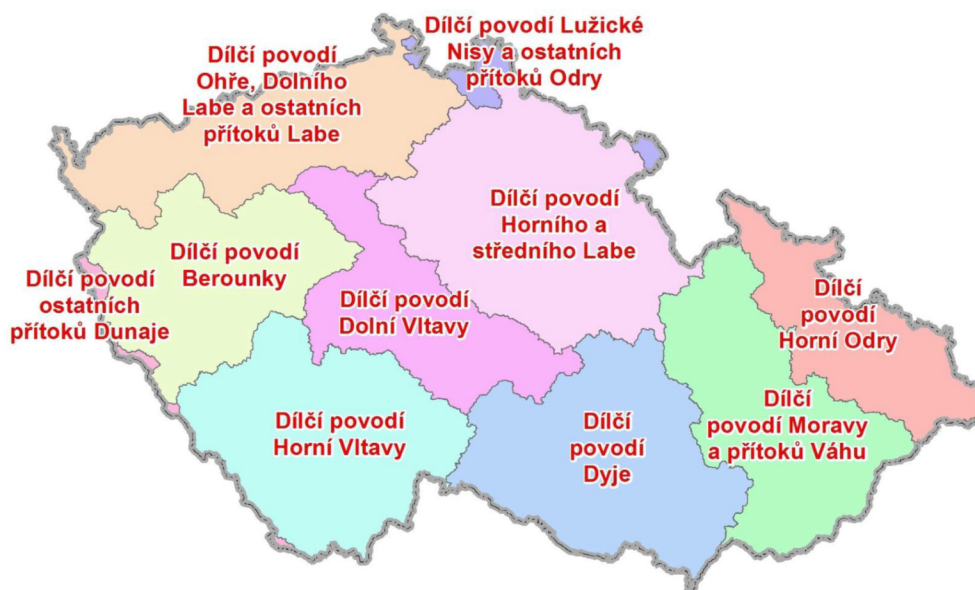 Dílčí povodí
Ohře, Dolního
Labe a ostatních
přítoků Labe
Dílčí povodí Lužické
Nisy a ostatních
přítoků Odry
Dílčí povodí
Horního a
středního Labe
Dílčí povodí
Berounky
Dílčí povodí
ostatních
přítoků Dunaje
Dílčí povodí
Dolní Vltavy
Dílčí
povodí
Horní Odry
Dílčí povodí
Horní Vltavy
Dílčí
povodí
Dyje
Dílčí
povodí Moravy
a přítoků Váhu